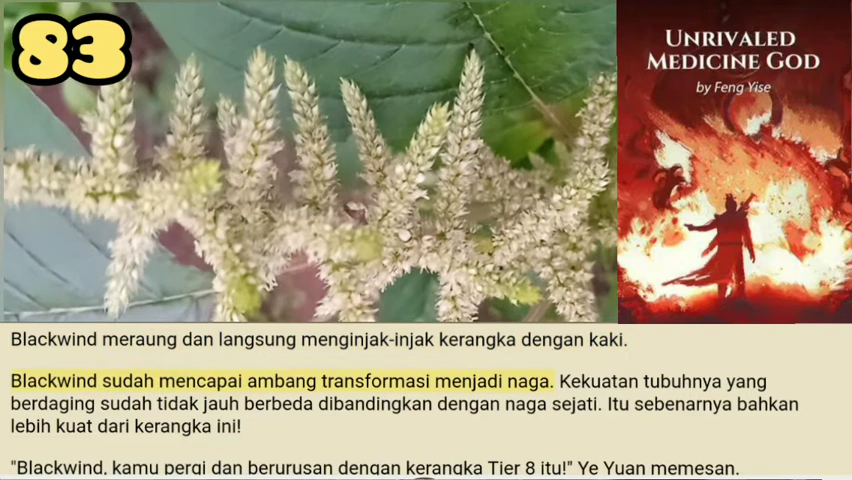 83
UNRIVALED
MEDICINE GOD
by Feng Yise
Blackwind meraung dan langsung menginjak-injak kerangka dengan kaki.
Blackwind sudah mencapai ambang transformasi menjadi naga. Kekuatan tubuhnya yang
berdaging sudah tidak jauh berbeda dibandingkan dengan naga sejati. Itu sebenarnya bahkan
lebih kuat dari kerangka ini!
"Blackwind, kamu pergi dan berurusan dengan kerangka Tier 8 itu!" Ye Yuan memesan.